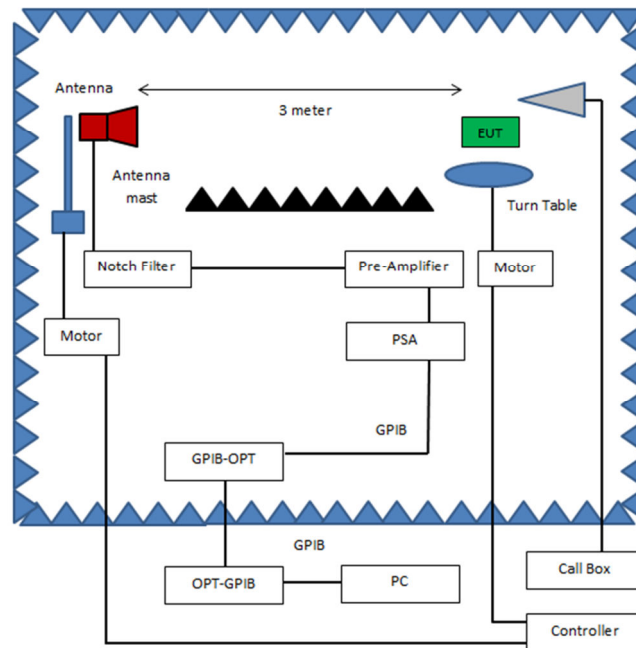 Antenna
3 meter
EUT
Antenna
mast
Turn Table
Notch Filter
Pre-Amplifier
Motor
Motor
PSA
GPIB
GPIB-OPT
GPIB
OPT-GPIB
PC
Call Box
Controller